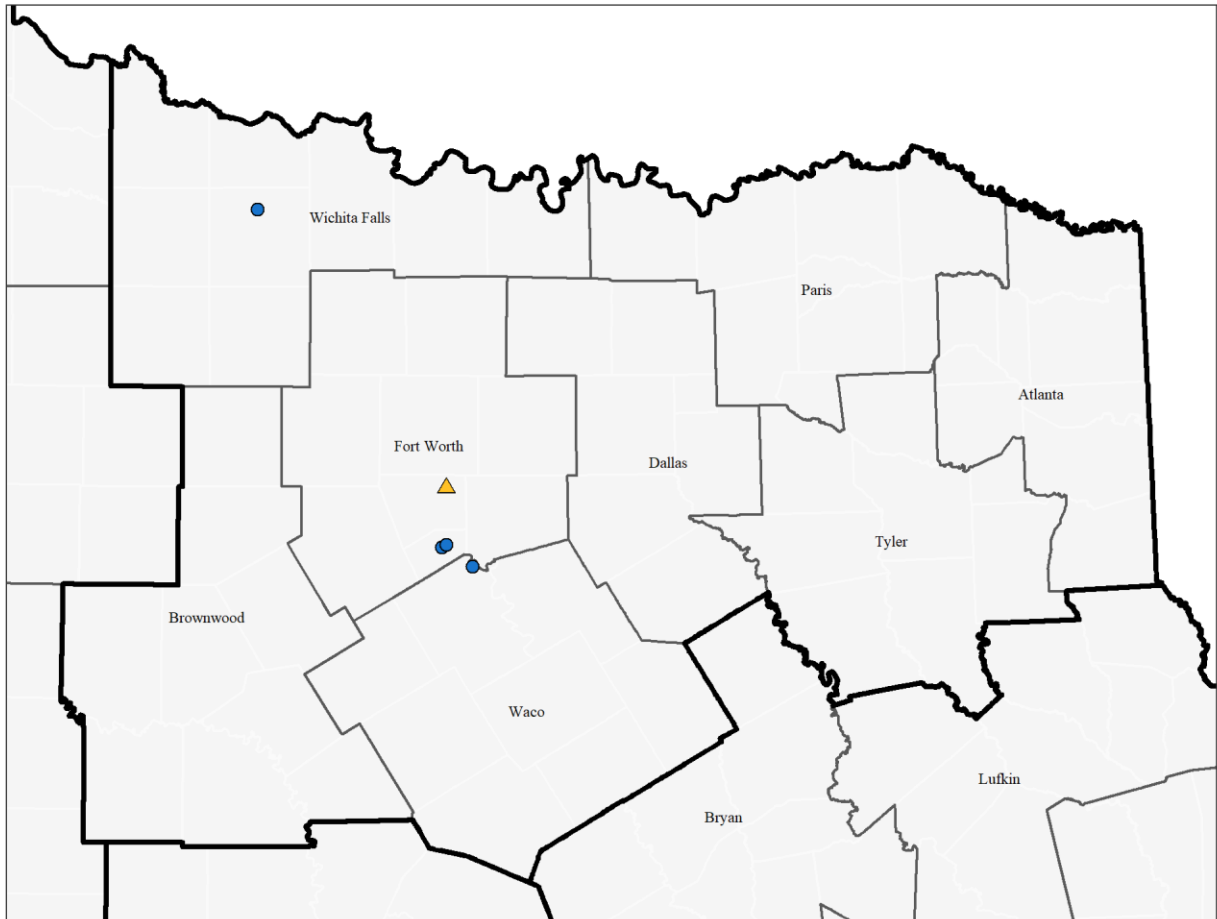 Wichita Falls
Paris
Atlanta
Fort Worth
Dallas
Tyler
Brownwood
Waco
Lufkin
Bryan